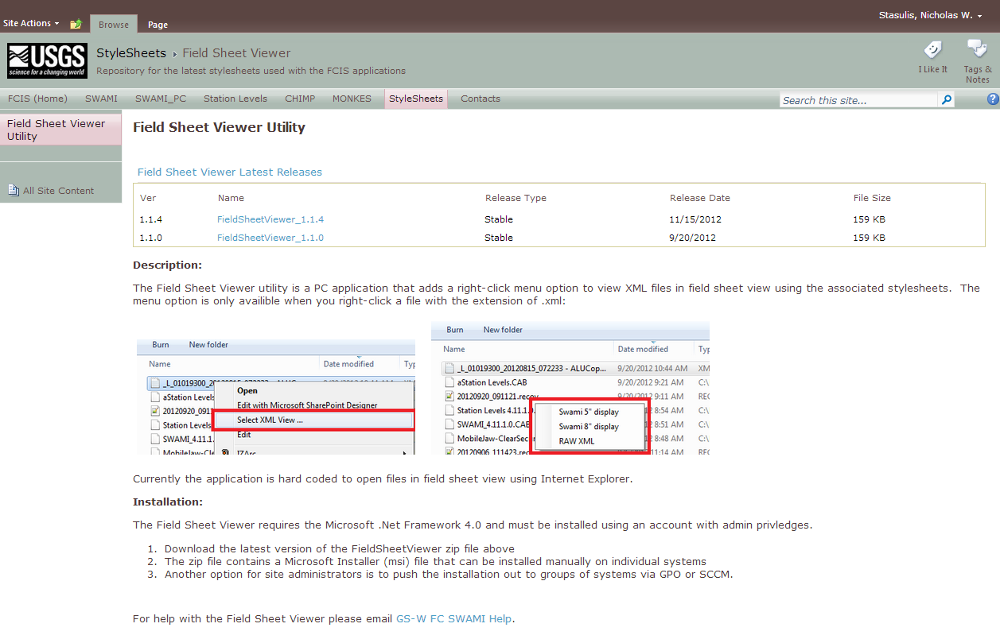 Site Actions
Browse
Page
Stasulis, Nicholas W.
USGS
science for a changing world
StyleSheets
Field Sheet Viewer
Repository for the latest stylesheets used with the FCIS applications
I Like It
Tags &
Notes
FCIS (Home)
SWAMI
SWAMI_PC
Station Levels
CHIMP
MONKES
StyleSheets
Contacts
Search this site...
Field Sheet Viewer
Utility
All Site Content
Field Sheet Viewer Utility
Field Sheet Viewer Latest Releases
Ver Name Release Type Release Date File Size
1.1.4 FieldSheetViewer_1.1.4 Stable 11/15/2012 159 KB
1.1.0 FieldSheetViewer_1.1.0 Stable 9/20/2012 159 KB
Description:
The Field Sheet Viewer utility is a PC application that adds a right-click menu option to view XML files in field sheet view using the associated stylesheets. The
menu option is only availible when you right-click a file with the extension of .xml:
Burn New folder
Name Date modified Typ
_L_01019300_20120815_072233 - ALUC
aStation Levels
20120920_091
Station Levels
SWAMI_4.11.1
MobileJaw-Cle
Open
Edit with Microsoft SharePoint Designer
Select XML View ...
Edit
IZArc
Burn New folder
Name Date modified Typ
_L_01019300_20120815_072233 - ALUCop... 9/20/2012 10:44 AM XM
aStation Levels.CAB 9/20/2012 9:21 AM C:\
20120920_091121.recov 9/20/2012 9:11 AM REC
Station Levels 4.11.1. 8:54 AM C:\
SWAMI_4.11.1.0.CAB 8:51 AM C:\
MobileJaw-ClearSec 8:48 AM C:\
20120906_111423.rec 11:14 AM REC
Swami 5" display
Swami 8" display
RAW XML
Currently the application is hard coded to open files in field sheet view using Internet Explorer.
Installation:
The Field Sheet Viewer requires the Microsoft .Net Framework 4.0 and must be installed using an account with admin privledges.
1. Download the latest version of the FieldSheetViewer zip file above
2. The zip file contains a Microsoft Installer (msi) file that can be installed manually on individual systems
3. Another option for site administrators is to push the installation out to groups of systems via GPO or SCCM.
For help with the Field Sheet Viewer please email GS-W FC SWAMI Help.